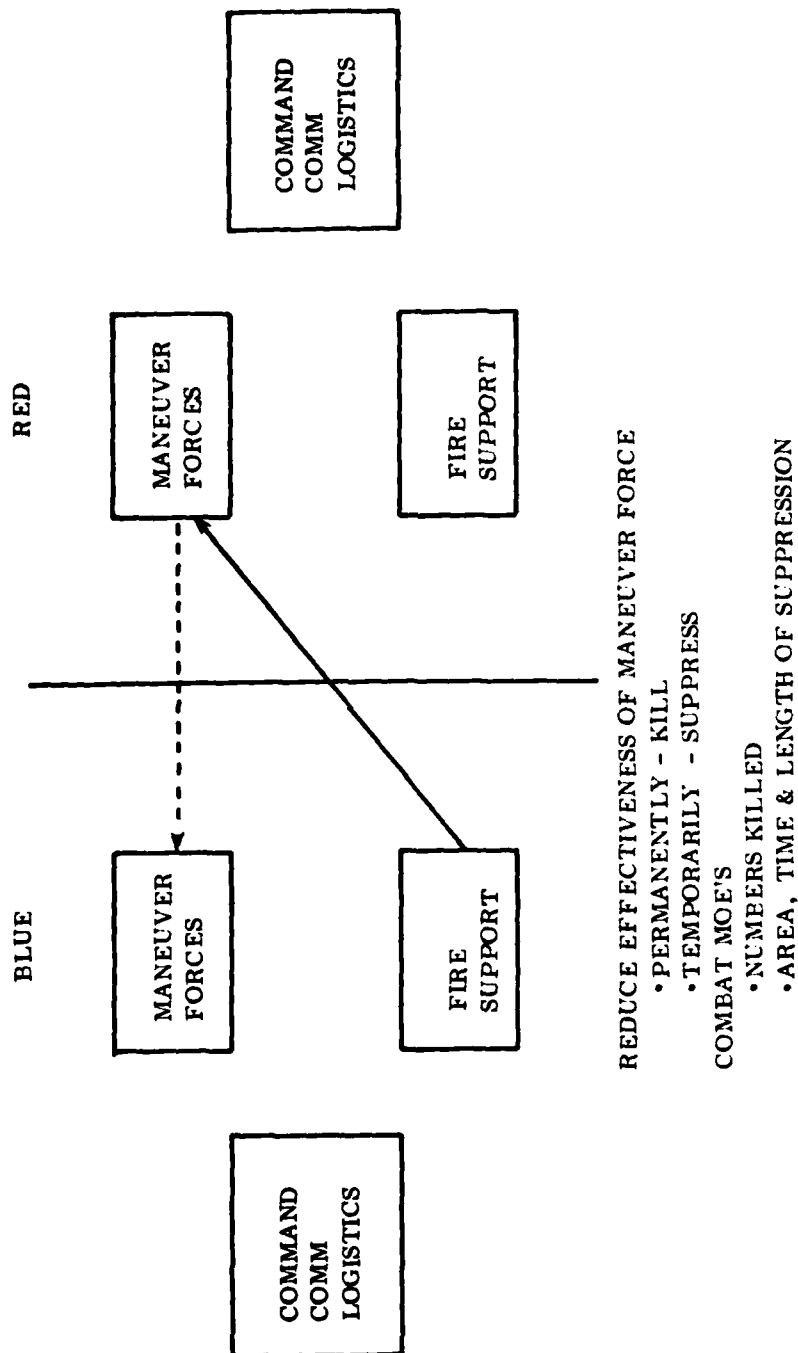 BLUE
RED
COMMAND
COMM
LOGISTICS
MANEUVER
FORCES
FIRE
SUPPORT
MANEUVER
FORCES
FIRE
SUPPORT
COMMAND
COMM
LOGISTICS
REDUCE EFFECTIVENESS OF MANEUVER FORCE
•PERMANENTLY - KILL
•TEMPORARILY - SUPPRESS
COMBAT MOE'S
•NUMBERS KILLED
•AREA, TIME & LENGTH OF SUPPRESSION